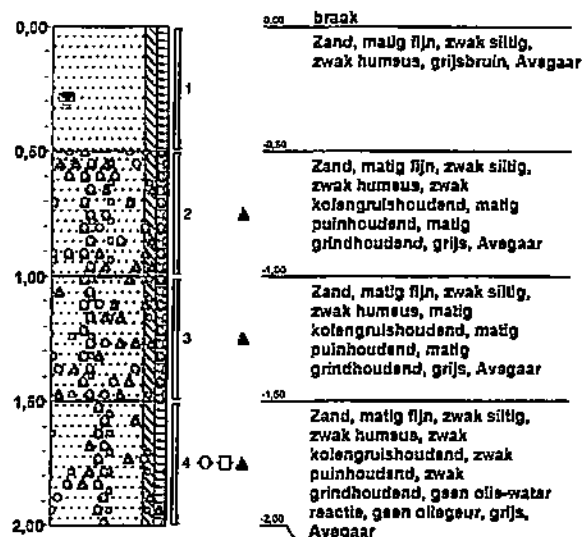 0,00
0,50
1,00
1,50
2,00
1
2
3
4
0,00
braak
Zand, matig fijn, zwak siltig,
zwak humeus, grijsbruin, Avegaar
-0,50
Zand, matig fijn, zwak siltig,
zwak humeus, zwak
kolengruishoudend, matig
puinhoudend, matig
grindhoudend, grijs, Avegaar
-1,00
Zand, matig fijn, zwak siltig,
zwak humeus, matig
kolengruishoudend, matig
puinhoudend, matig
grindhoudend, grijs, Avegaar
-1,50
Zand, matig fijn, zwak siltig,
zwak humeus, zwak
kolengruishoudend, zwak
puinhoudend, zwak
grindhoudend, geen olie-water
reactie, geen oliegeur, grijs,
Avegaar
-2,00